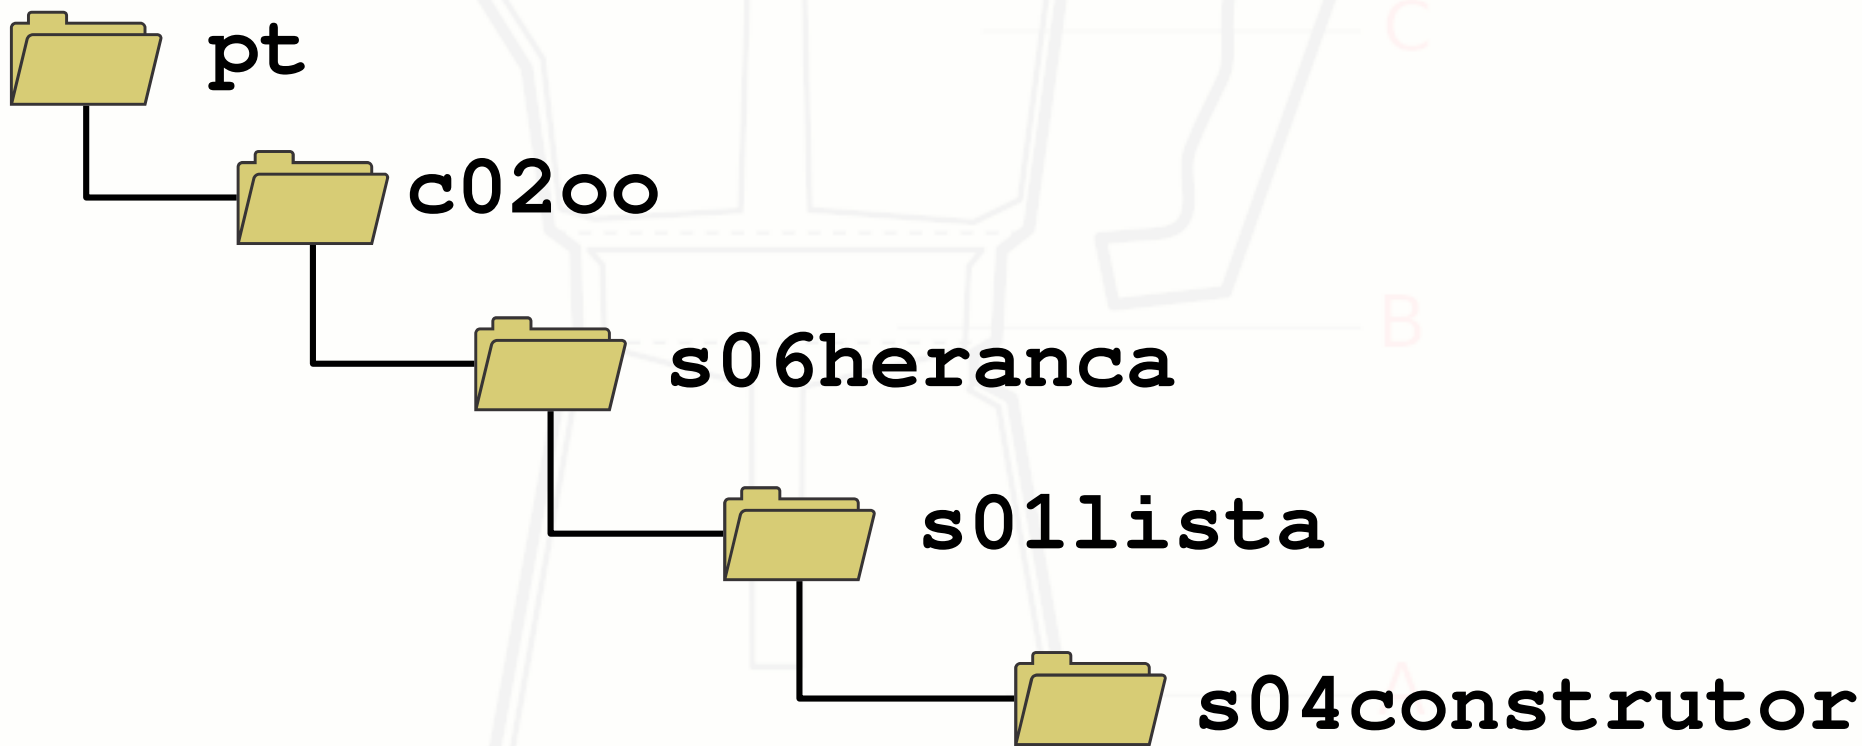 pt
C
c02oo
B
s06heranca
s01lista
A
s04construtor